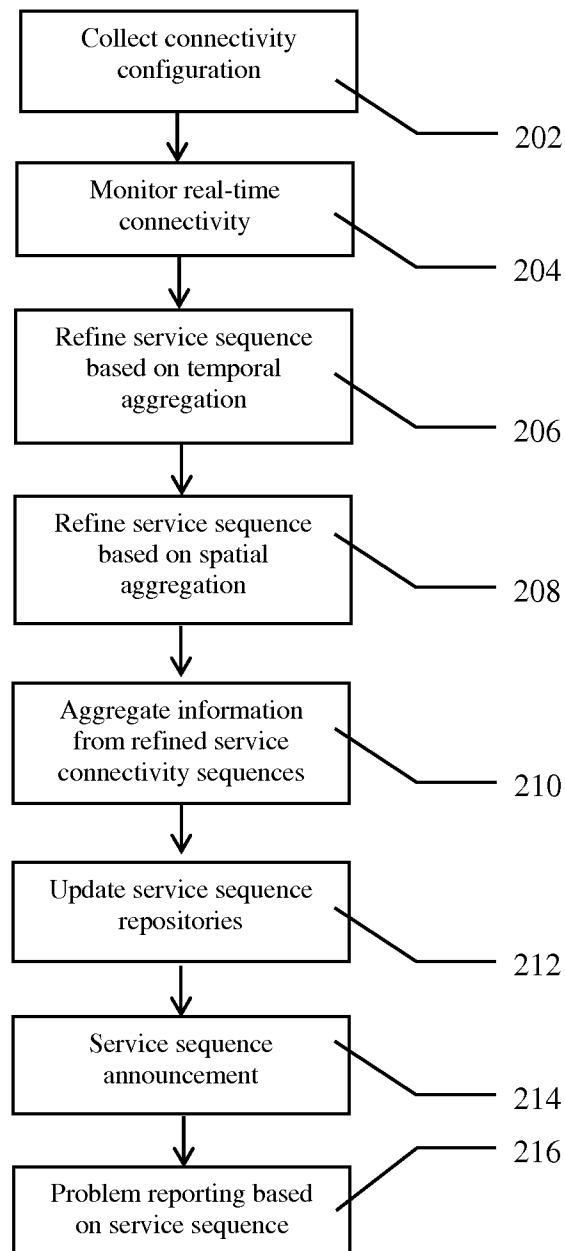 Collect connectivity
configuration
202
Monitor real-time
connectivity
204
Refine service sequence
based on temporal
aggregation
206
Refine service sequence
based on spatial
aggregation
208
Aggregate information
from refined service
connectivity sequences
210
Update service sequence
repositories
212
Service sequence
announcement
214
Problem reporting based
on service sequence
216